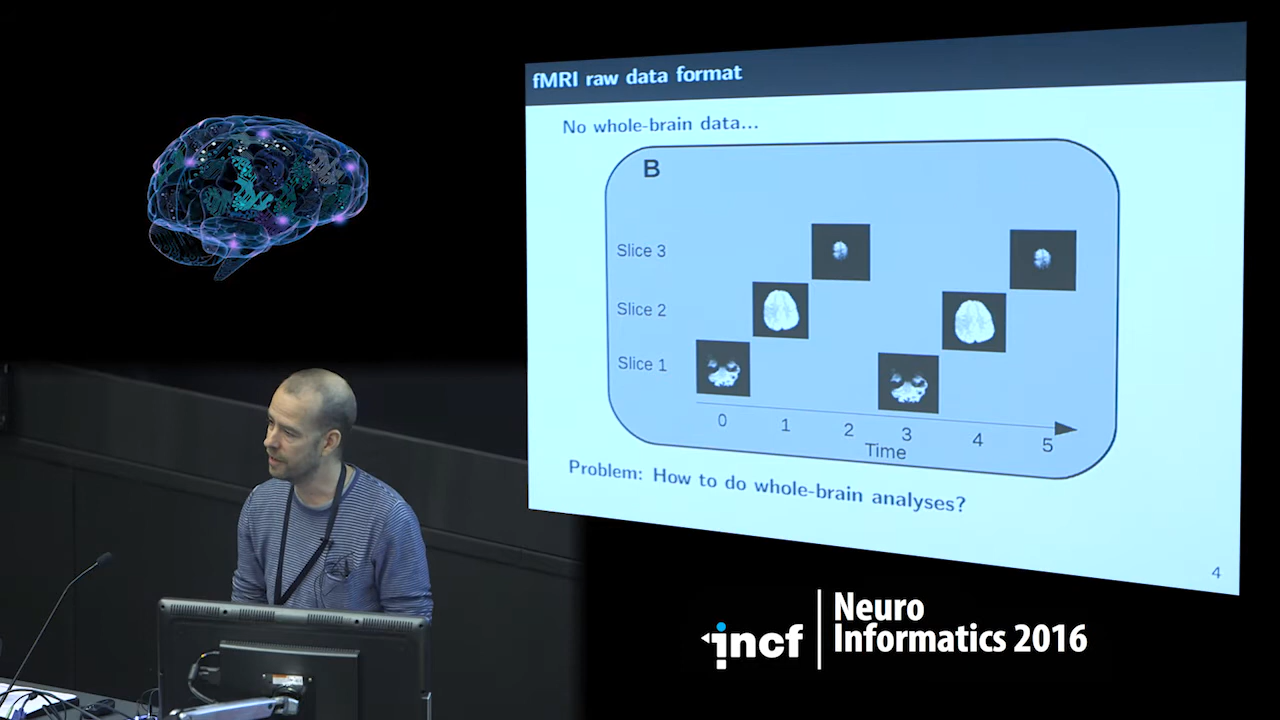 fMRI raw data format
No whole-brain data...
B
Slice 3
Slice 2
Slice 1
0 1 2 3 4 5
Time
Problem: How to do whole-brain analyses?
4
incf
Neuro
Informatics 2016